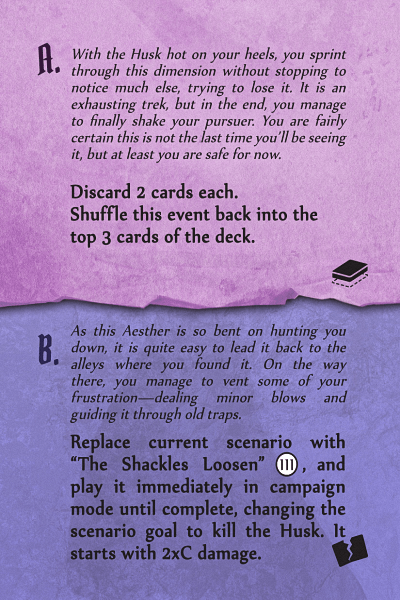 A.
With the Husk hot on your heels, you sprint
through this dimension without stopping to
notice much else, trying to lose it. It is an
exhausting trek, but in the end, you manage
to finally shake your pursuer. You are fairly
certain this is not the last time you'll be seeing
it, but at least you are safe for now.
Discard 2 cards each.
Shuffle this event back into the
top 3 cards of the deck.
B.
As this Aesther is so bent on hunting you
down, it is quite easy to lead it back to the
alleys where you found it. On the way
there, you manage to vent some of your
frustration—dealing minor blows and
guiding it through old traps.
Replace current scenario with
“The Shackles Loosen” 111, and
play it immediately in campaign
mode until complete, changing the
scenario goal to kill the Husk. It
starts with 2xC damage.